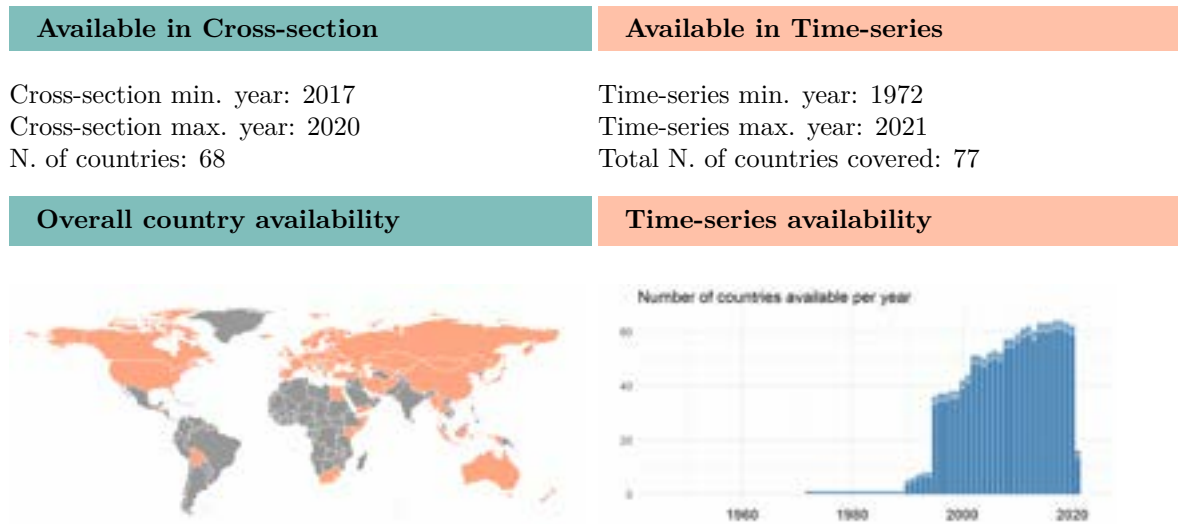 Available in Cross-section
Available in Time-series
Cross-section min. year: 2017
Cross-section max. year: 2020
N. of countries: 68
Time-series min. year: 1972
Time-series max. year: 2021
Total N. of countries covered: 77
Overall country availability
Time-series availability
Number of countries available per year
60
40
20
0
1960
1980
2000
2020